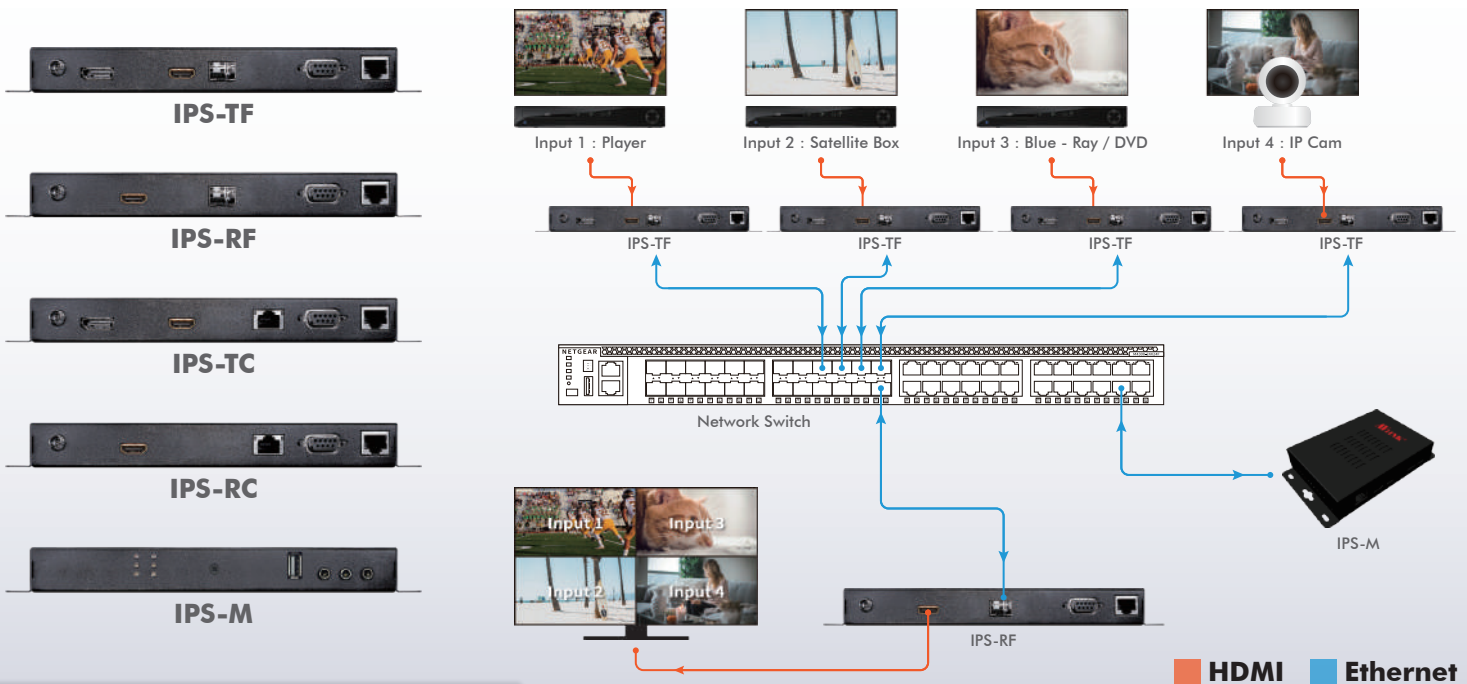 IPS-TF
IPS-RF
IPS-TC
IPS-RC
IPS-M
Input 1 : Player
Input 2 : Satellite Box
Input 3 : Blue - Ray / DVD
Input 4 : IP Cam
IPS-TF
IPS-TF
IPS-TF
IPS-TF
NETGEAR
Network Switch
Input 1
Input 3
Input 2
Input 4
IPS-M
IPS-RF
HDMI
Ethernet